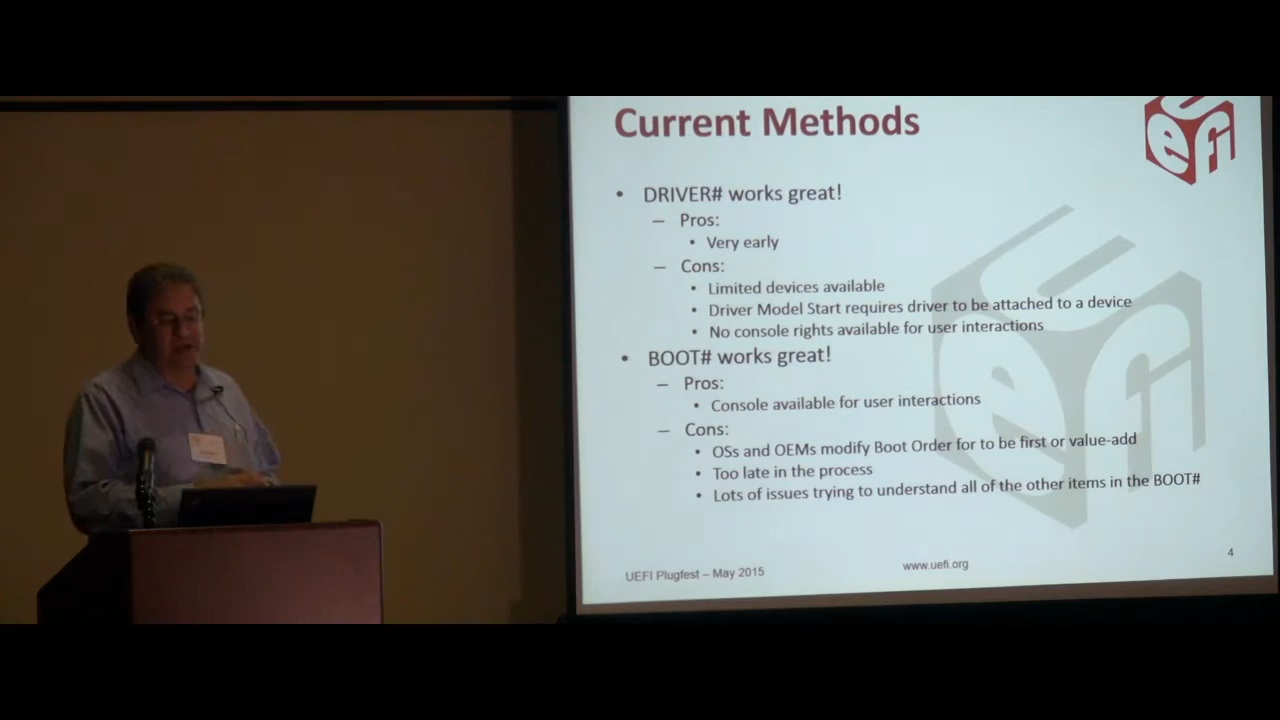 Current Methods
uefi
• DRIVER# works great!
– Pros:
• Very early
– Cons:
• Limited devices available
• Driver Model Start requires driver to be attached to a device
• No console rights available for user interactions
• BOOT# works great!
– Pros:
• Console available for user interactions
– Cons:
• OSs and OEMs modify Boot Order for to be first or value-add
• Too late in the process
• Lots of issues trying to understand all of the other items in the BOOT#
uefi
UEFI Plugfest – May 2015
www.uefi.org
4